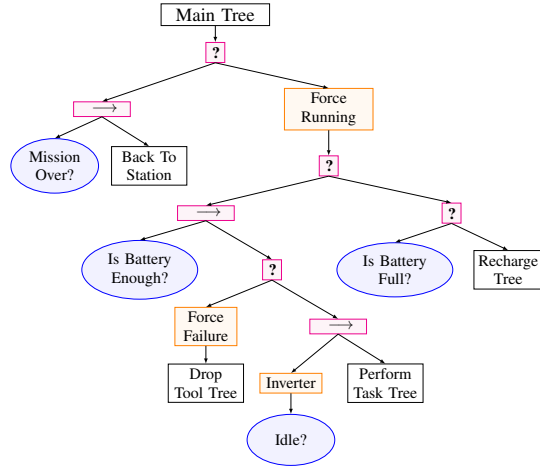 Main Tree
?
→
Force
Running
Mission
Over?
Back To
Station
?
→
?
Is Battery
Enough?
?
Is Battery
Full?
Recharge
Tree
Force
Failure
→
Drop
Tool Tree
Inverter
Perform
Task Tree
Idle?